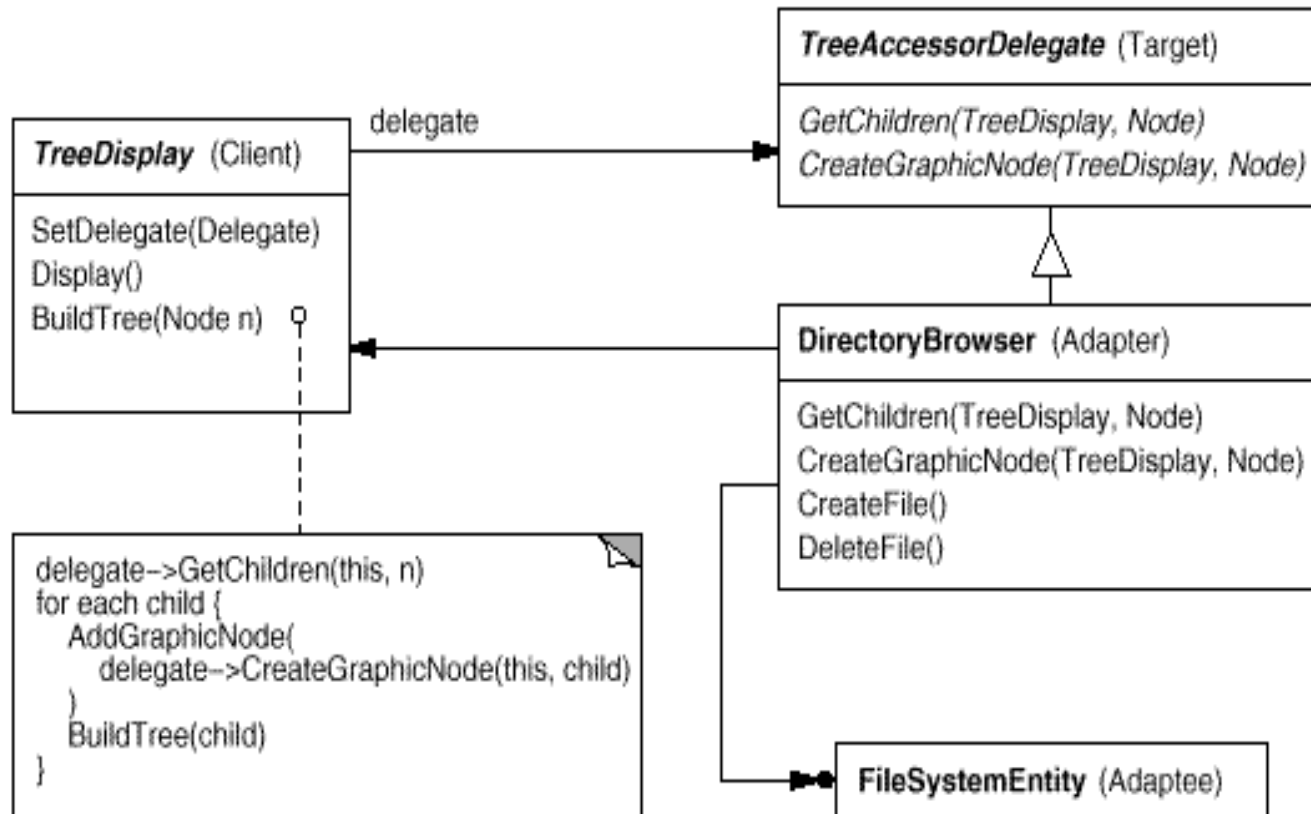 TreeAccessorDelegate (Target)
GetChildren(TreeDisplay, Node)
CreateGraphicNode(TreeDisplay, Node)
delegate
TreeDisplay (Client)
SetDelegate(Delegate)
Display()
BuildTree(Node n)
DirectoryBrowser (Adapter)
GetChildren(TreeDisplay, Node)
CreateGraphicNode(TreeDisplay, Node)
CreateFile()
DeleteFile()
delegate−>GetChildren(this, n)
for each child {
AddGraphicNode(
delegate−>CreateGraphicNode(this, child)
)
BuildTree(child)
}
FileSystemEntity (Adaptee)